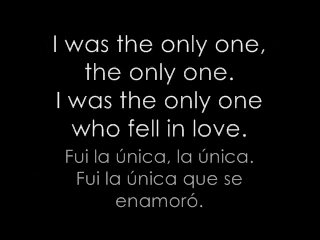 I was the only one,
the only one.
I was the only one
who fell in love.
Fui la única, la única.
Fui la única que se
enamoró.